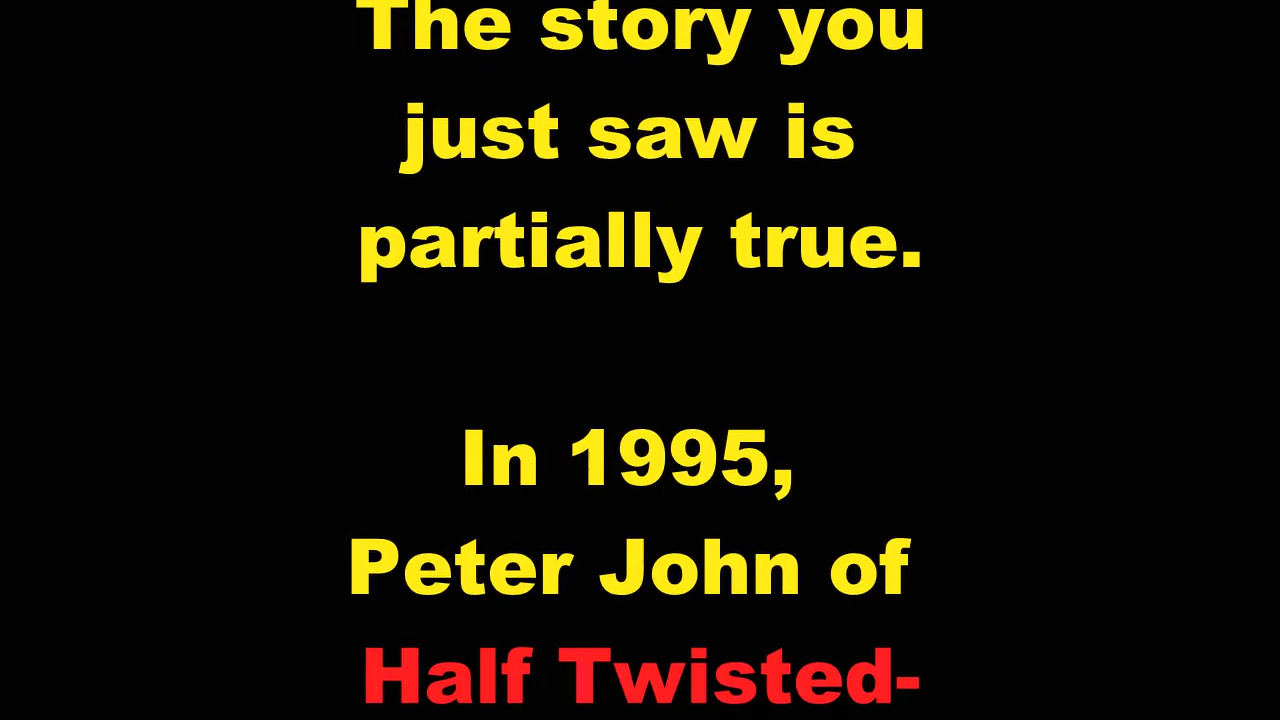 The story you
just saw is
partially true.
In 1995,
Peter John of
Half Twisted-